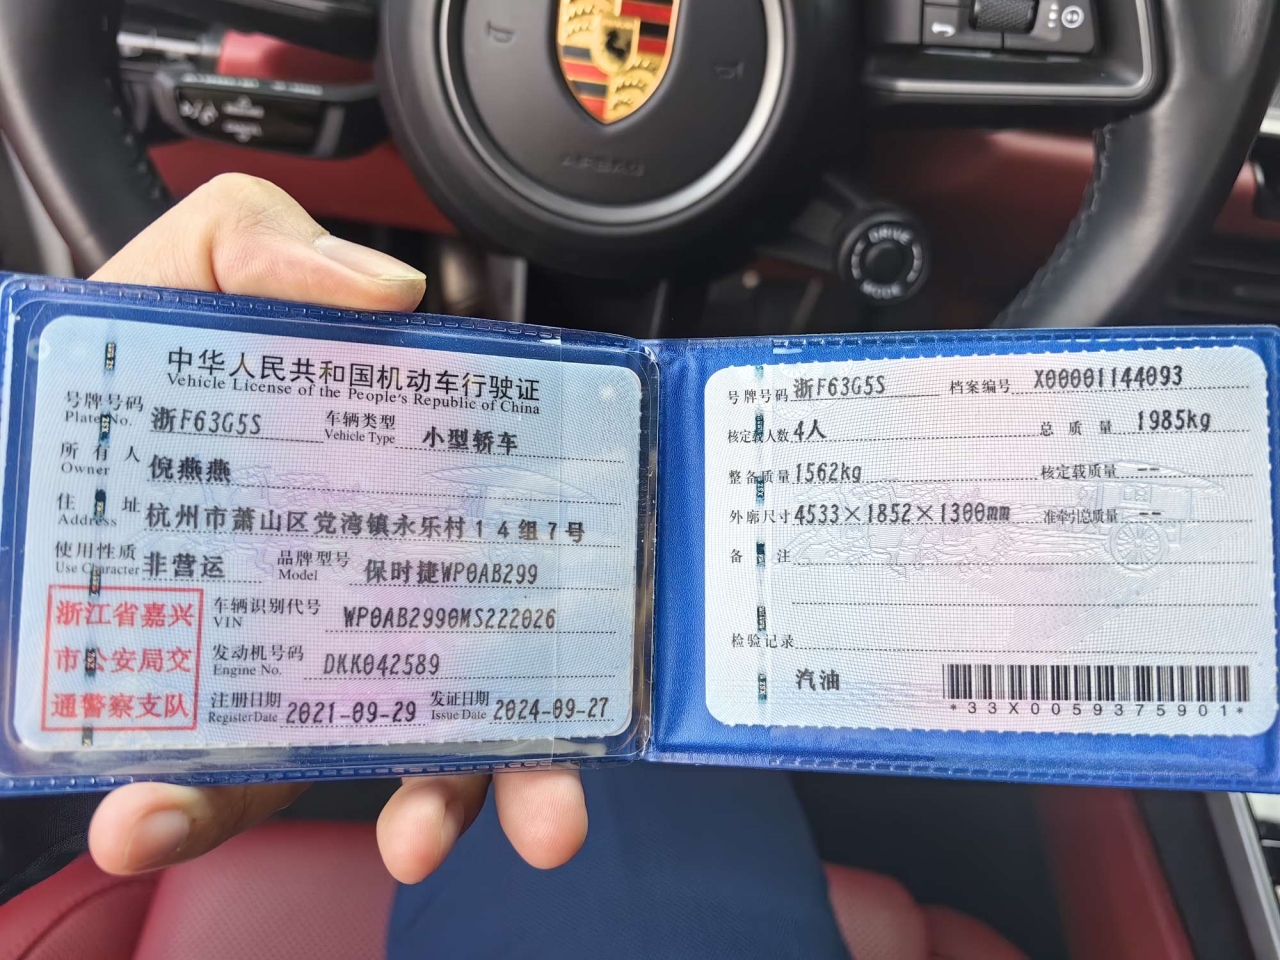 DRIVE
MODE
AIRBAG
中华人民共和国机动车行驶证
Vehicle License of the People's Republic of China
号牌号码 浙F63G5S 车辆类型 小型轿车
Plate No. Vehicle Type
所有人 倪燕燕
Owner
住址 杭州市萧山区党湾镇永乐村14组7号
Address
使用性质 非营运 品牌型号 保时捷WP0AB299
Use Character Model
浙江省嘉兴
市公安局交
通警察支队
车辆识别代号 WP0AB2990MS222026
VIN
发动机号码 DKK042589
Engine No.
注册日期 2021-09-29 发证日期 2024-09-27
Register Date Issue Date
号牌号码 浙F63G5S 档案编号 X00001144093
核定载人数 4人 总质量 1985kg
整备质量 1562kg 核定载质量 --
外廓尺寸 4533×1852×1300mm 准牵引总质量 --
备注
检验记录
汽油
*33X0059375901*